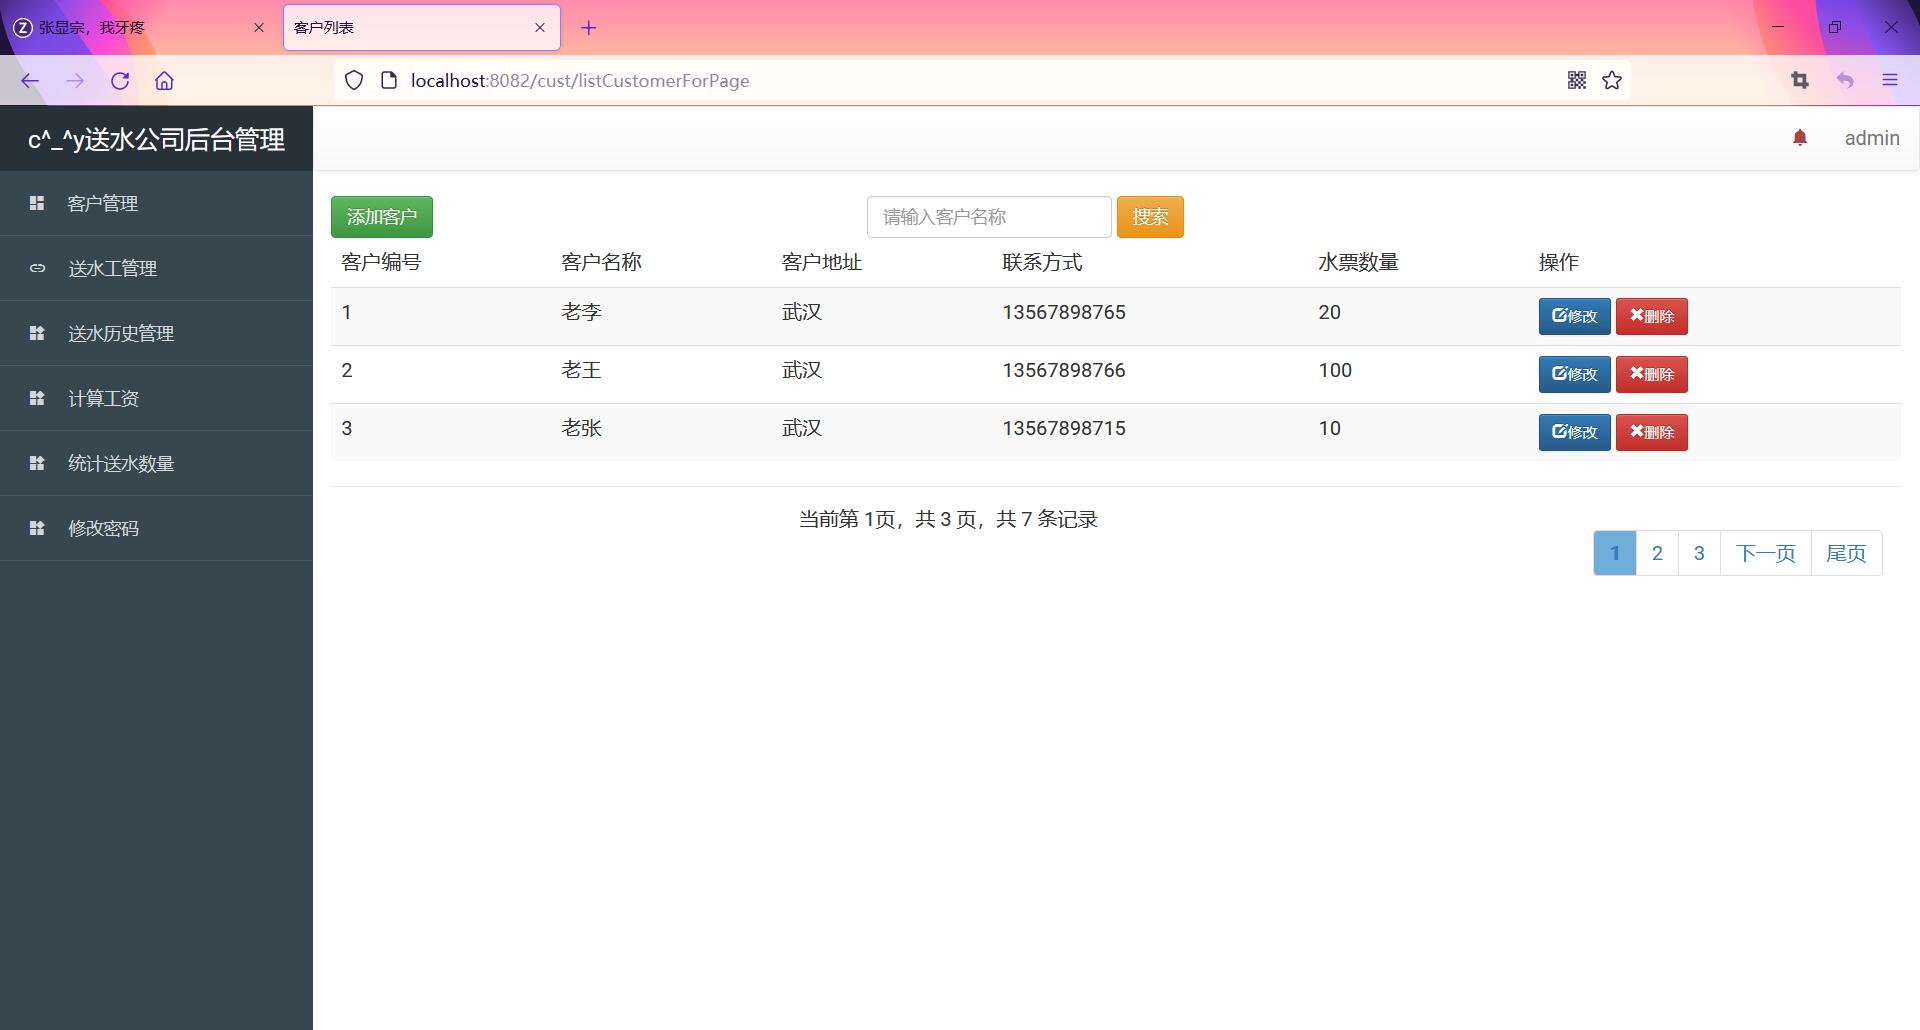 张显宗，我牙疼
客户列表
localhost:8082/cust/listCustomerForPage
c^_^y送水公司后台管理
admin
客户管理
送水工管理
送水历史管理
计算工资
统计送水数量
修改密码
添加客户 请输入客户名称 搜索
客户编号 客户名称 客户地址 联系方式 水票数量 操作
1 老李 武汉 13567898765 20 修改 删除
2 老王 武汉 13567898766 100 修改 删除
3 老张 武汉 13567898715 10 修改 删除
当前第 1页，共 3 页，共 7 条记录
1 2 3 下一页 尾页